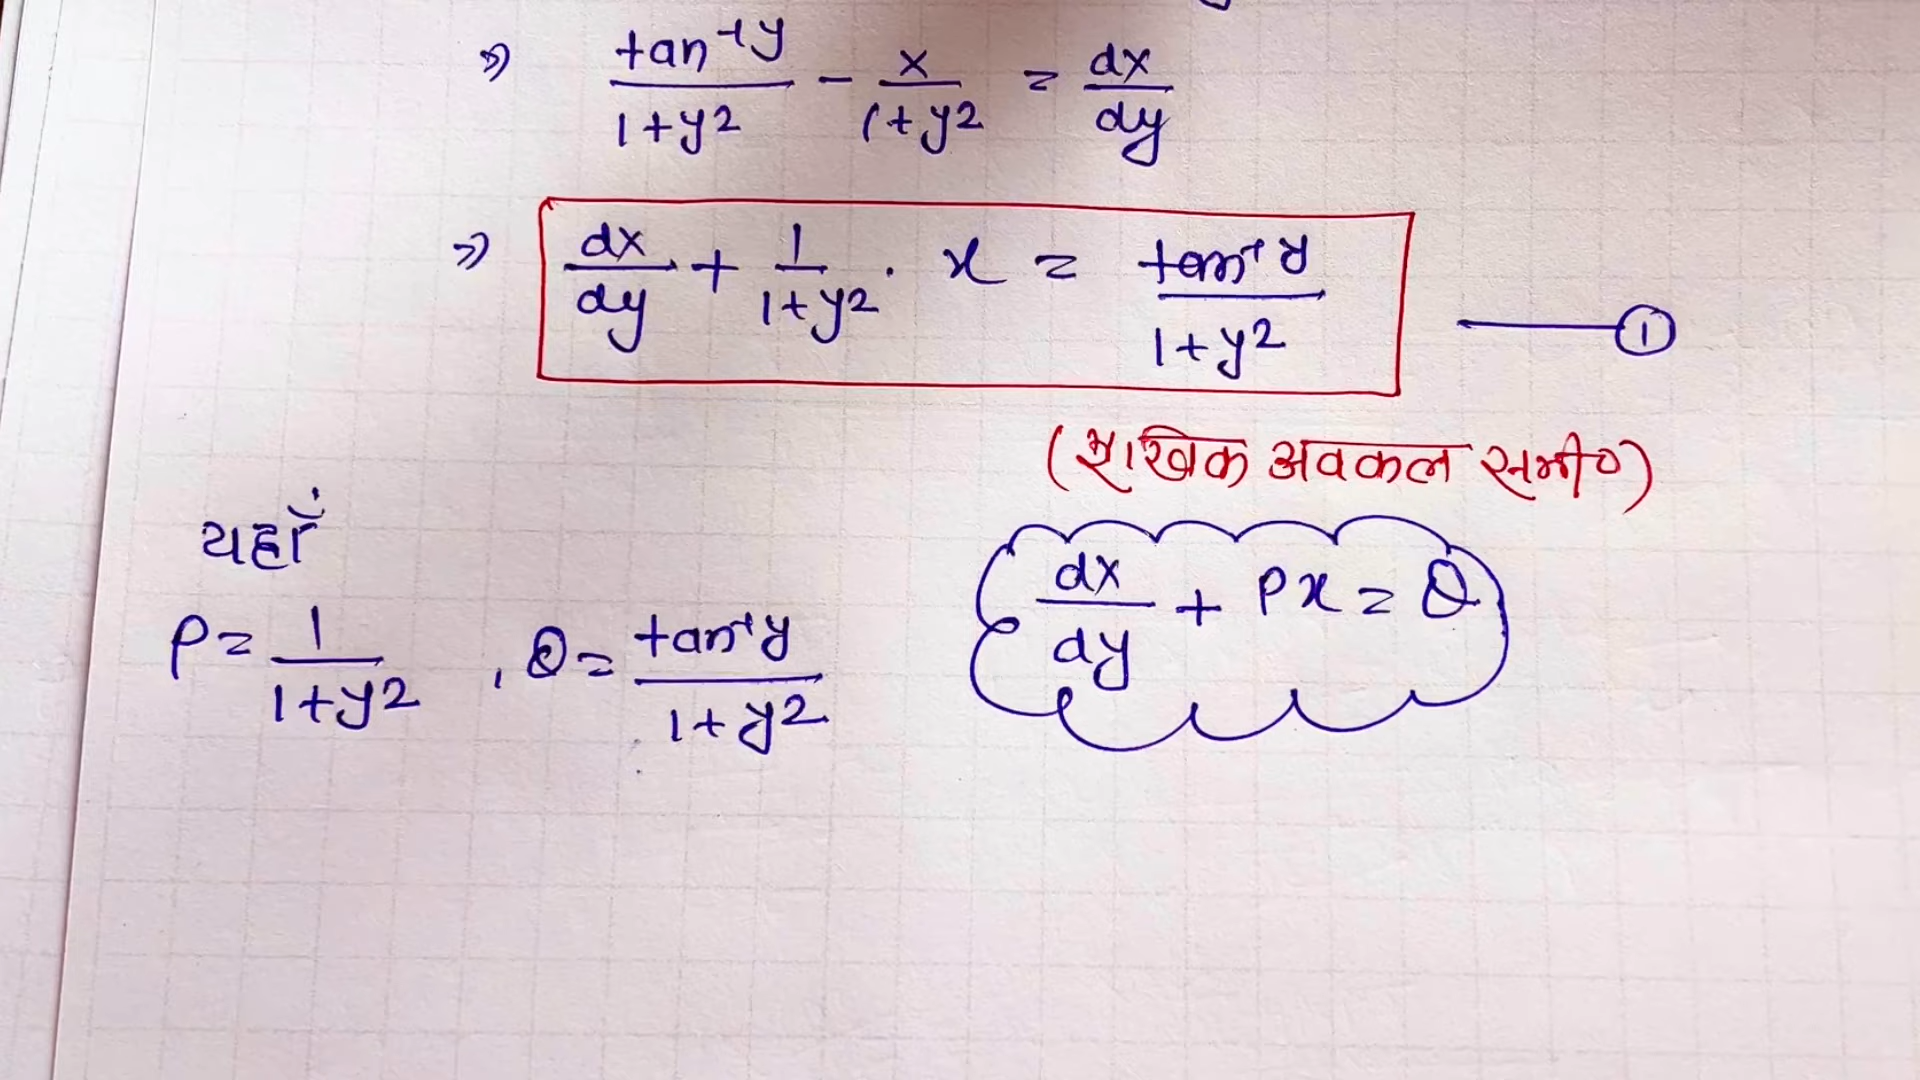 ⇒ tan⁻¹y/1+y² - x/1+y² = dx/dy
⇒ dx/dy + 1/1+y² · x = tan⁻¹y/1+y² ——①
(रैखिक अवकल समी०)
यहाँ
P = 1/1+y² , Q = tan⁻¹y/1+y²
dx/dy + Px = Q